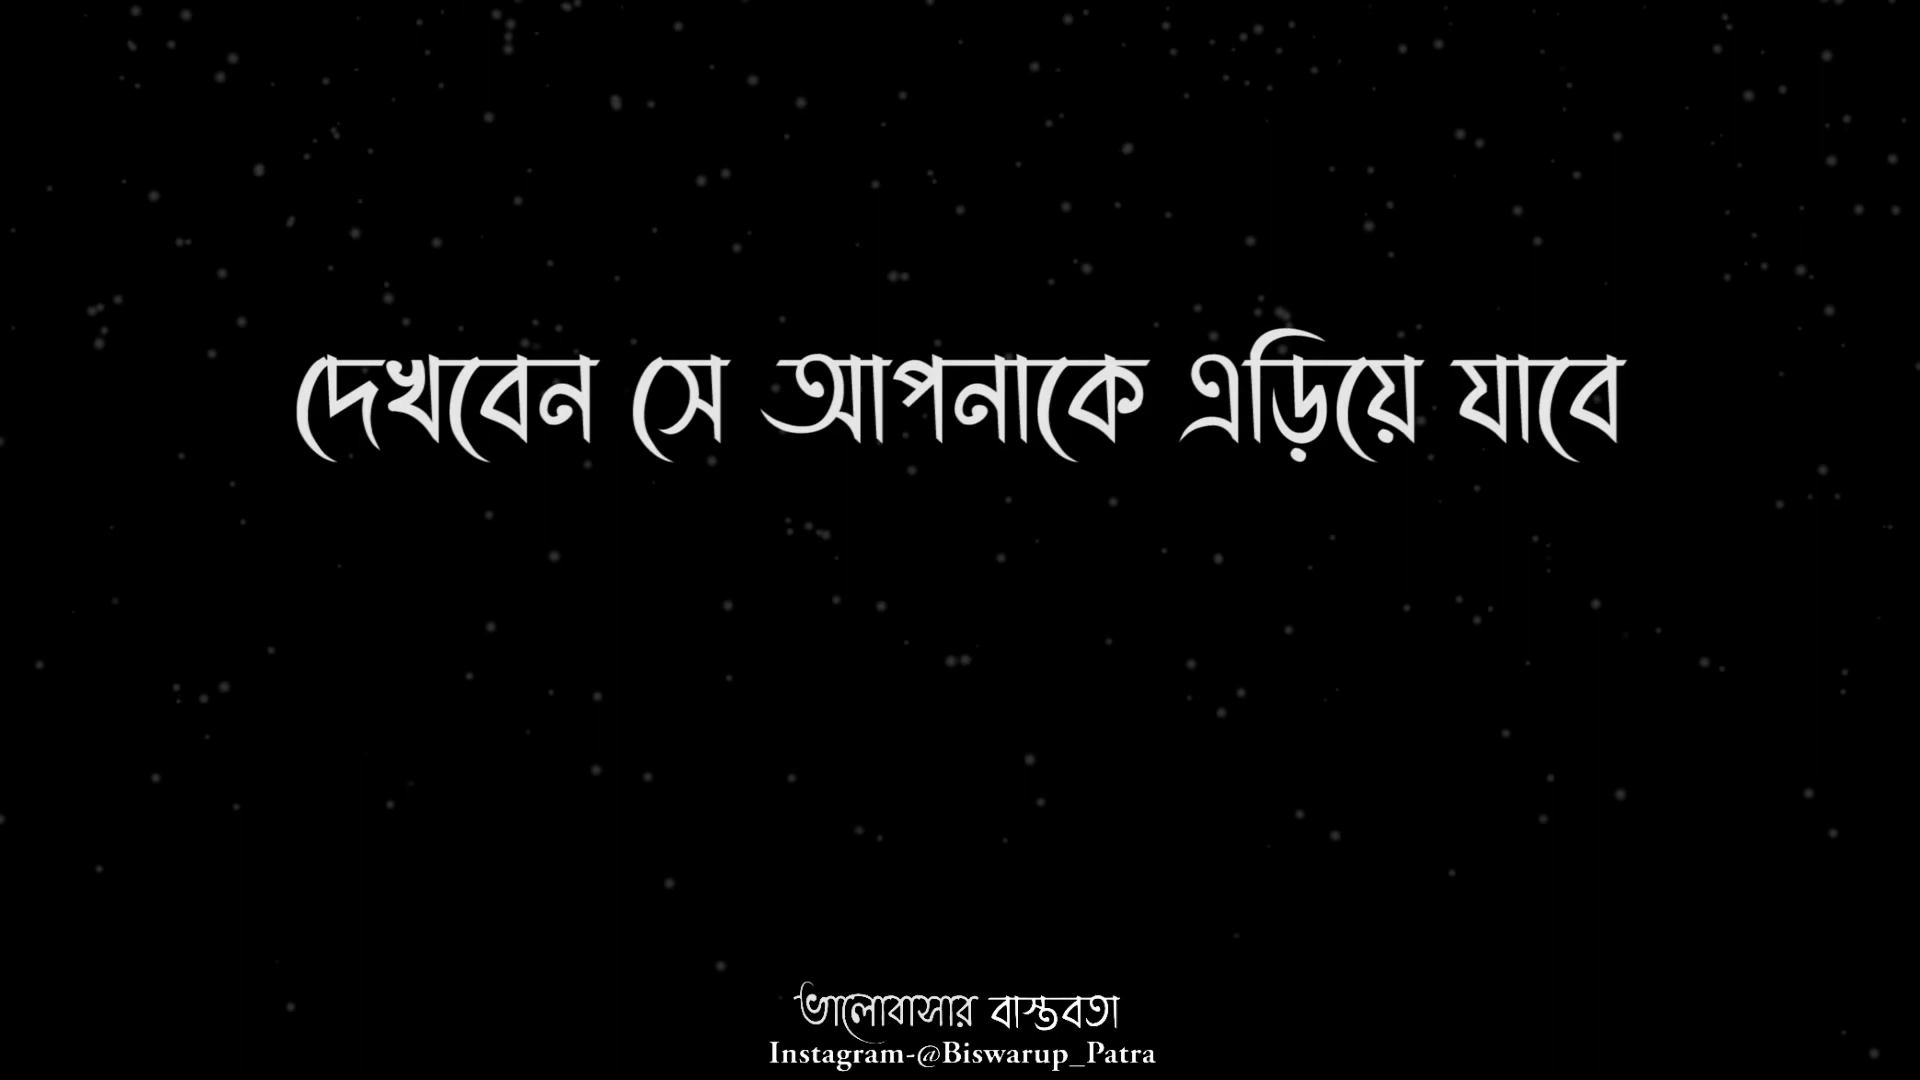 দেখবেন সে আপনাকে এড়িয়ে যাবে
ভালোবাসার বাস্তবতা
Instagram-@Biswarup_Patra